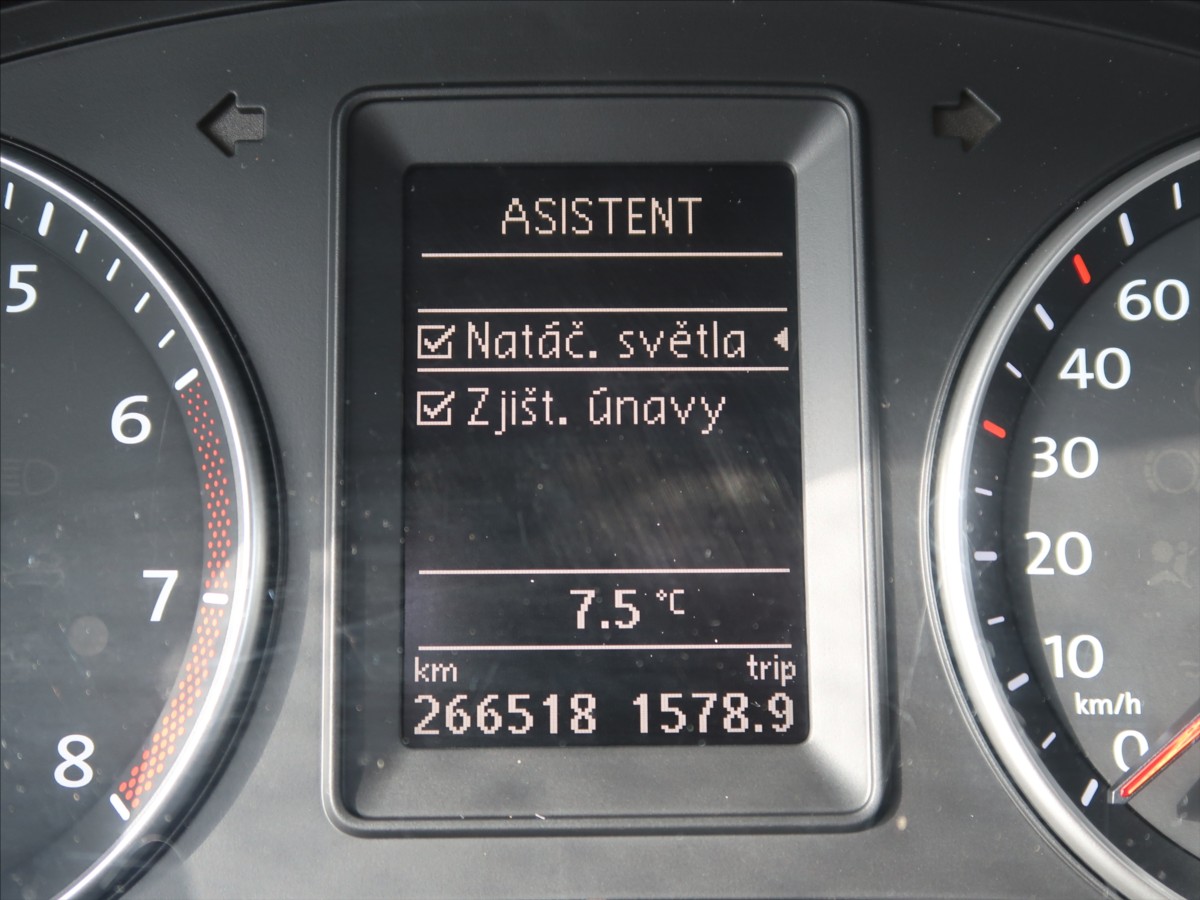 ASISTENT
Natáč. světla
Zjišt. únavy
7.5 °C
km trip
266518 1578.9
5
6
7
8
60
40
30
20
10
km/h
0